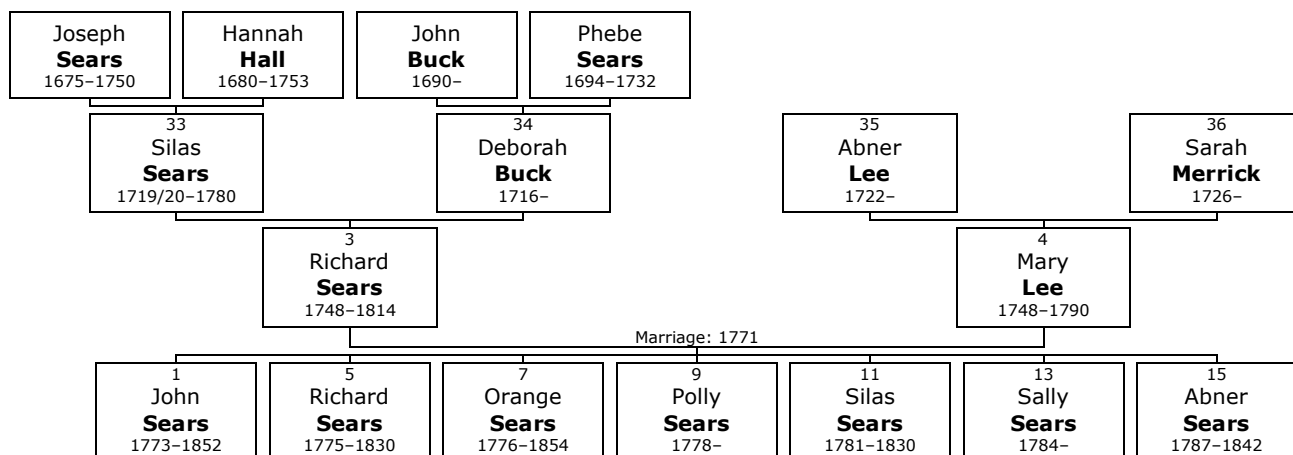 Joseph
Sears
1675–1750
Hannah
Hall
1680–1753
John
Buck
1690–
Phebe
Sears
1694–1732
33
Silas
Sears
1719/20–1780
34
Deborah
Buck
1716–
35
Abner
Lee
1722–
36
Sarah
Merrick
1726–
3
Richard
Sears
1748–1814
4
Mary
Lee
1748–1790
Marriage: 1771
1
John
Sears
1773–1852
5
Richard
Sears
1775–1830
7
Orange
Sears
1776–1854
9
Polly
Sears
1778–
11
Silas
Sears
1781–1830
13
Sally
Sears
1784–
15
Abner
Sears
1787–1842